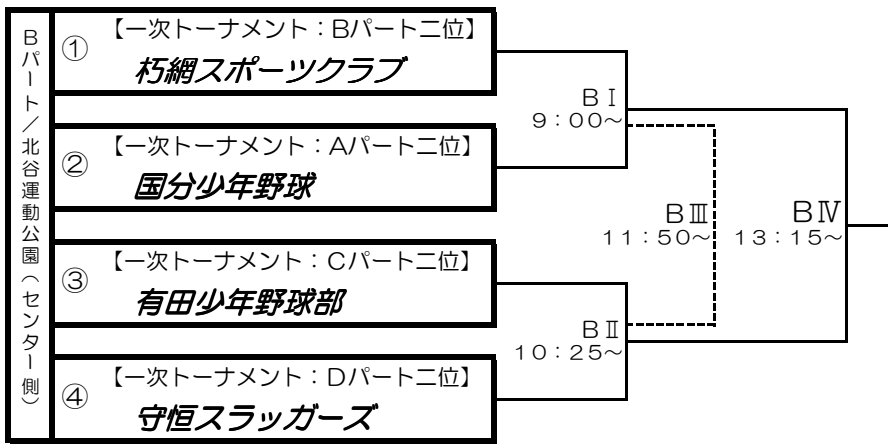 Bパート/北谷運動公園(センター側)
① 【一次トーナメント:Bパート二位】
朽網スポーツクラブ
② 【一次トーナメント:Aパート二位】
国分少年野球
③ 【一次トーナメント:Cパート二位】
有田少年野球部
④ 【一次トーナメント:Dパート二位】
守恒スラッガーズ
BⅠ
9:00~
BⅡ
10:25~
BⅢ
11:50~
BⅣ
13:15~